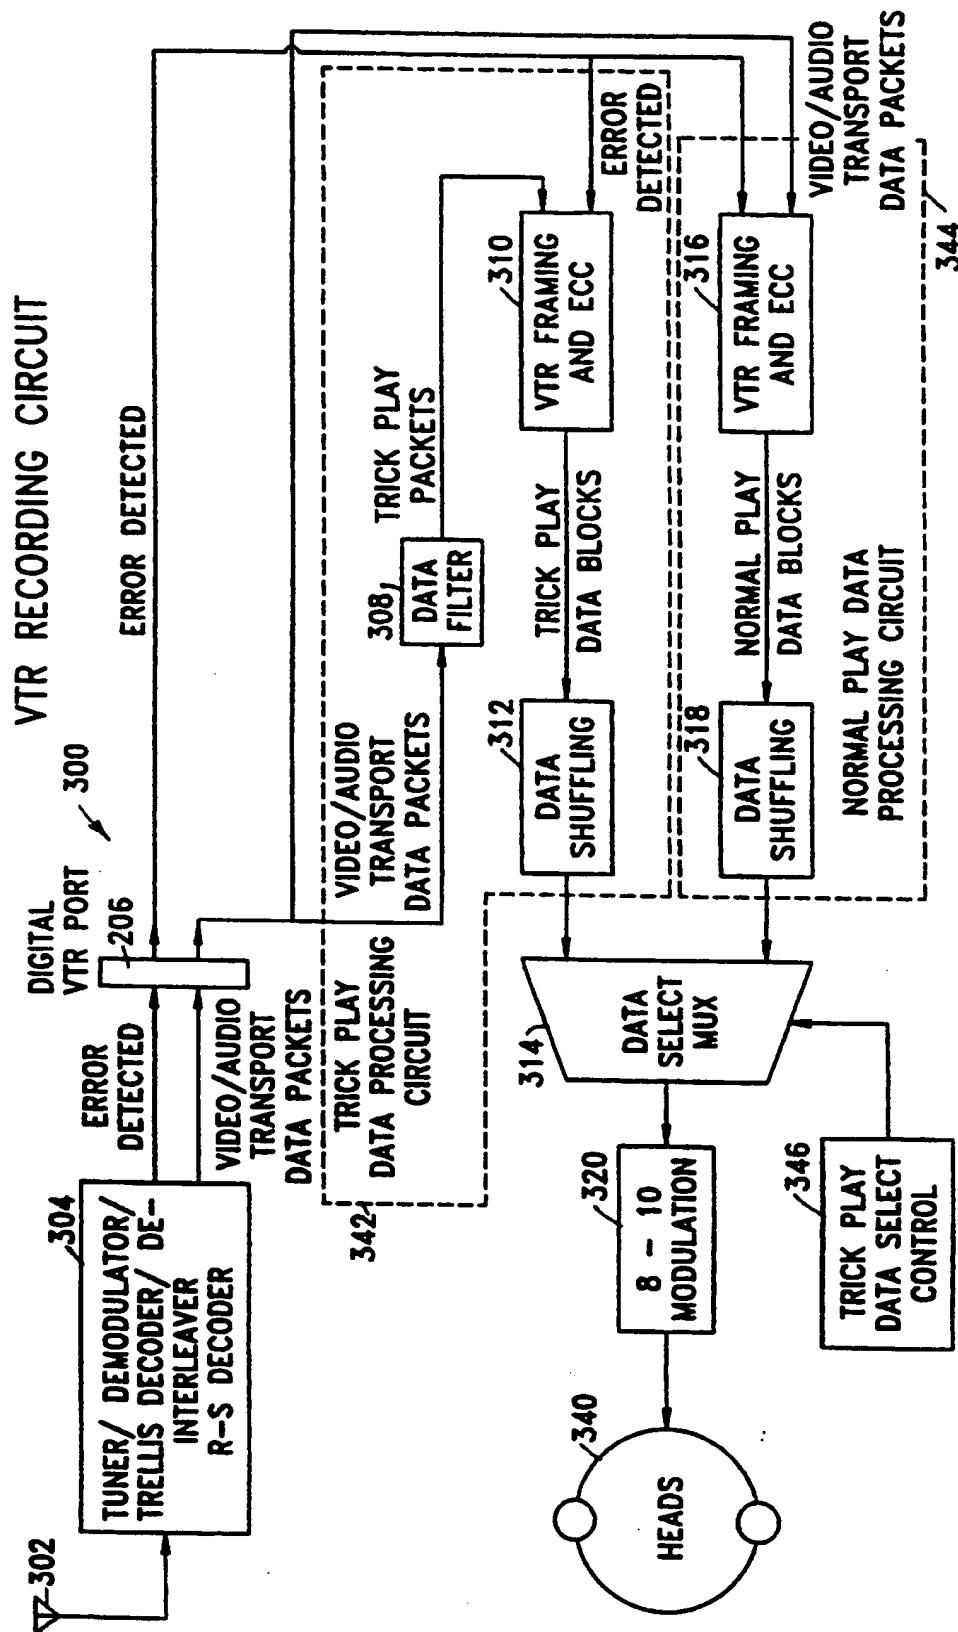 VTR RECORDING CIRCUIT
300
302
304
TUNER/ DEMODULATOR/
TRELLIS DECODER/ DE-
INTERLEAVER
R-S DECODER
ERROR
DETECTED
VIDEO/AUDIO
TRANSPORT
DATA PACKETS
DIGITAL
VTR PORT
206
ERROR DETECTED
342
TRICK PLAY
DATA PROCESSING
CIRCUIT
VIDEO/AUDIO
TRANSPORT
DATA PACKETS
308
DATA
FILTER
TRICK PLAY
PACKETS
ERROR
DETECTED
310
VTR FRAMING
AND ECC
TRICK PLAY
DATA BLOCKS
312
DATA
SHUFFLING
316
VTR FRAMING
AND ECC
NORMAL PLAY
DATA BLOCKS
318
DATA
SHUFFLING
NORMAL PLAY DATA
PROCESSING CIRCUIT
VIDEO/AUDIO
TRANSPORT
DATA PACKETS
344
314
DATA
SELECT
MUX
320
8 - 10
MODULATION
340
HEADS
346
TRICK PLAY
DATA SELECT
CONTROL